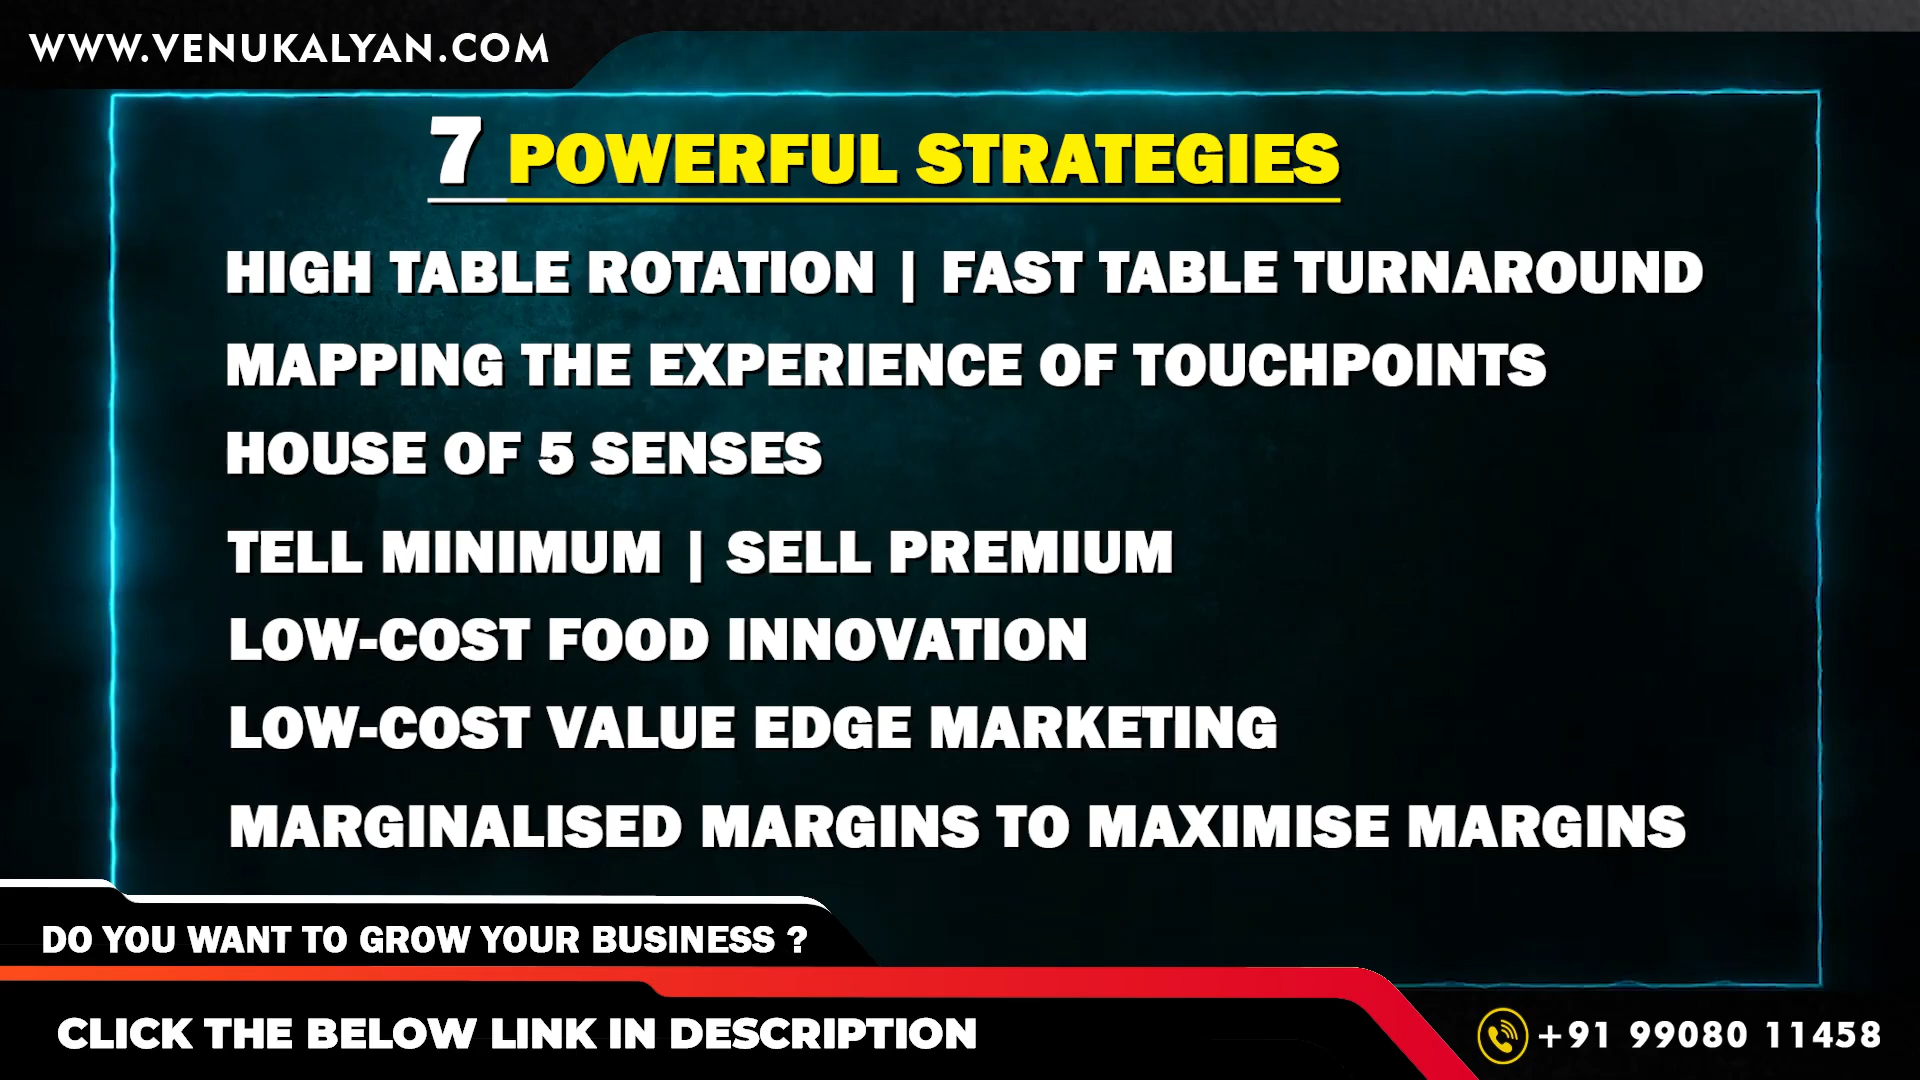 WWW.VENUKALYAN.COM
7 POWERFUL STRATEGIES
HIGH TABLE ROTATION | FAST TABLE TURNAROUND
MAPPING THE EXPERIENCE OF TOUCHPOINTS
HOUSE OF 5 SENSES
TELL MINIMUM | SELL PREMIUM
LOW-COST FOOD INNOVATION
LOW-COST VALUE EDGE MARKETING
MARGINALISED MARGINS TO MAXIMISE MARGINS
DO YOU WANT TO GROW YOUR BUSINESS ?
CLICK THE BELOW LINK IN DESCRIPTION
+91 99080 11458